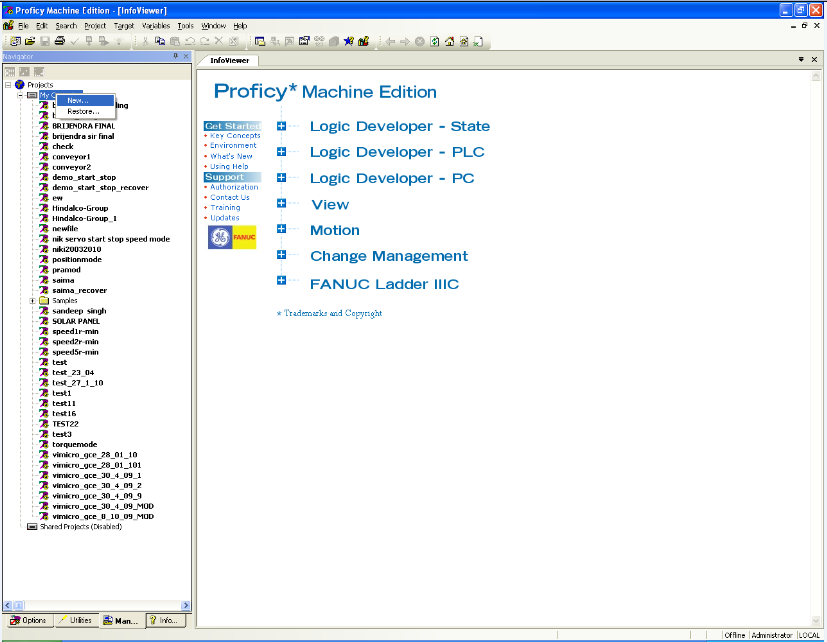 Proficy Machine Edition - [InfoViewer]
File Edit Search Project Target Variables Tools Window Help
Navigator
InfoViewer
Projects
My
New...
Restore...
BRIJENDRA FINAL
brijendra sir final
check
conveyor1
conveyor2
demo_start_stop
demo_start_stop_recover
ew
Hindalco-Group
Hindalco-Group_1
newfile
nik servo start stop speed mode
niki20032010
positionmode
pramod
saima
saima_recover
Samples
sandeep_singh
SOLAR PANEL
speed1r-min
speed2r-min
speed5r-min
test
test_23_04
test_27_1_10
test1
test11
test16
TEST22
test3
torquemode
vimicro_gce_28_01_10
vimicro_gce_28_01_101
vimicro_gce_30_4_09_1
vimicro_gce_30_4_09_2
vimicro_gce_30_4_09_9
vimicro_gce_30_4_09_MOD
vimicro_gce_8_10_09_MOD
Shared Projects (Disabled)
Options Utilities Man... Info...
Proficy* Machine Edition
Get Started
Key Concepts
Environment
What's New
Using Help
Support
Authorization
Contact Us
Training
Updates
FANUC
Logic Developer - State
Logic Developer - PLC
Logic Developer - PC
View
Motion
Change Management
FANUC Ladder IIIC
* Trademarks and Copyright
Offline Administrator LOCAL